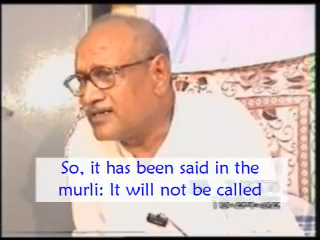 So, it has been said in the
murli: It will not be called